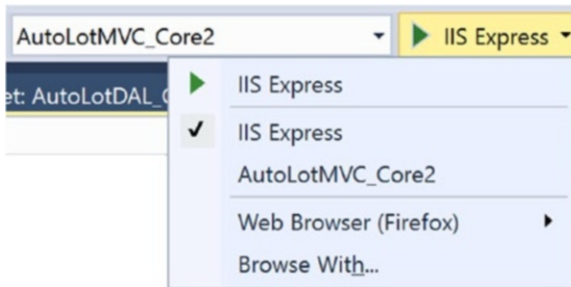 AutoLotMVC_Core2
IIS Express
et: AutoLotDAL_
IIS Express
IIS Express
AutoLotMVC_Core2
Web Browser (Firefox)
Browse With...